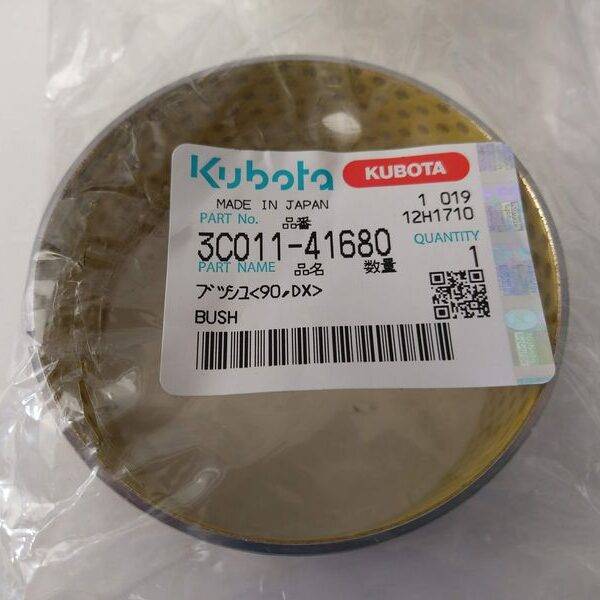 Kubota KUBOTA
MADE IN JAPAN 1 019
PART No. 品番 12H1710
3C011-41680 QUANTITY
PART NAME 品名 数量 1
ブッシュ<90,DX>
BUSH